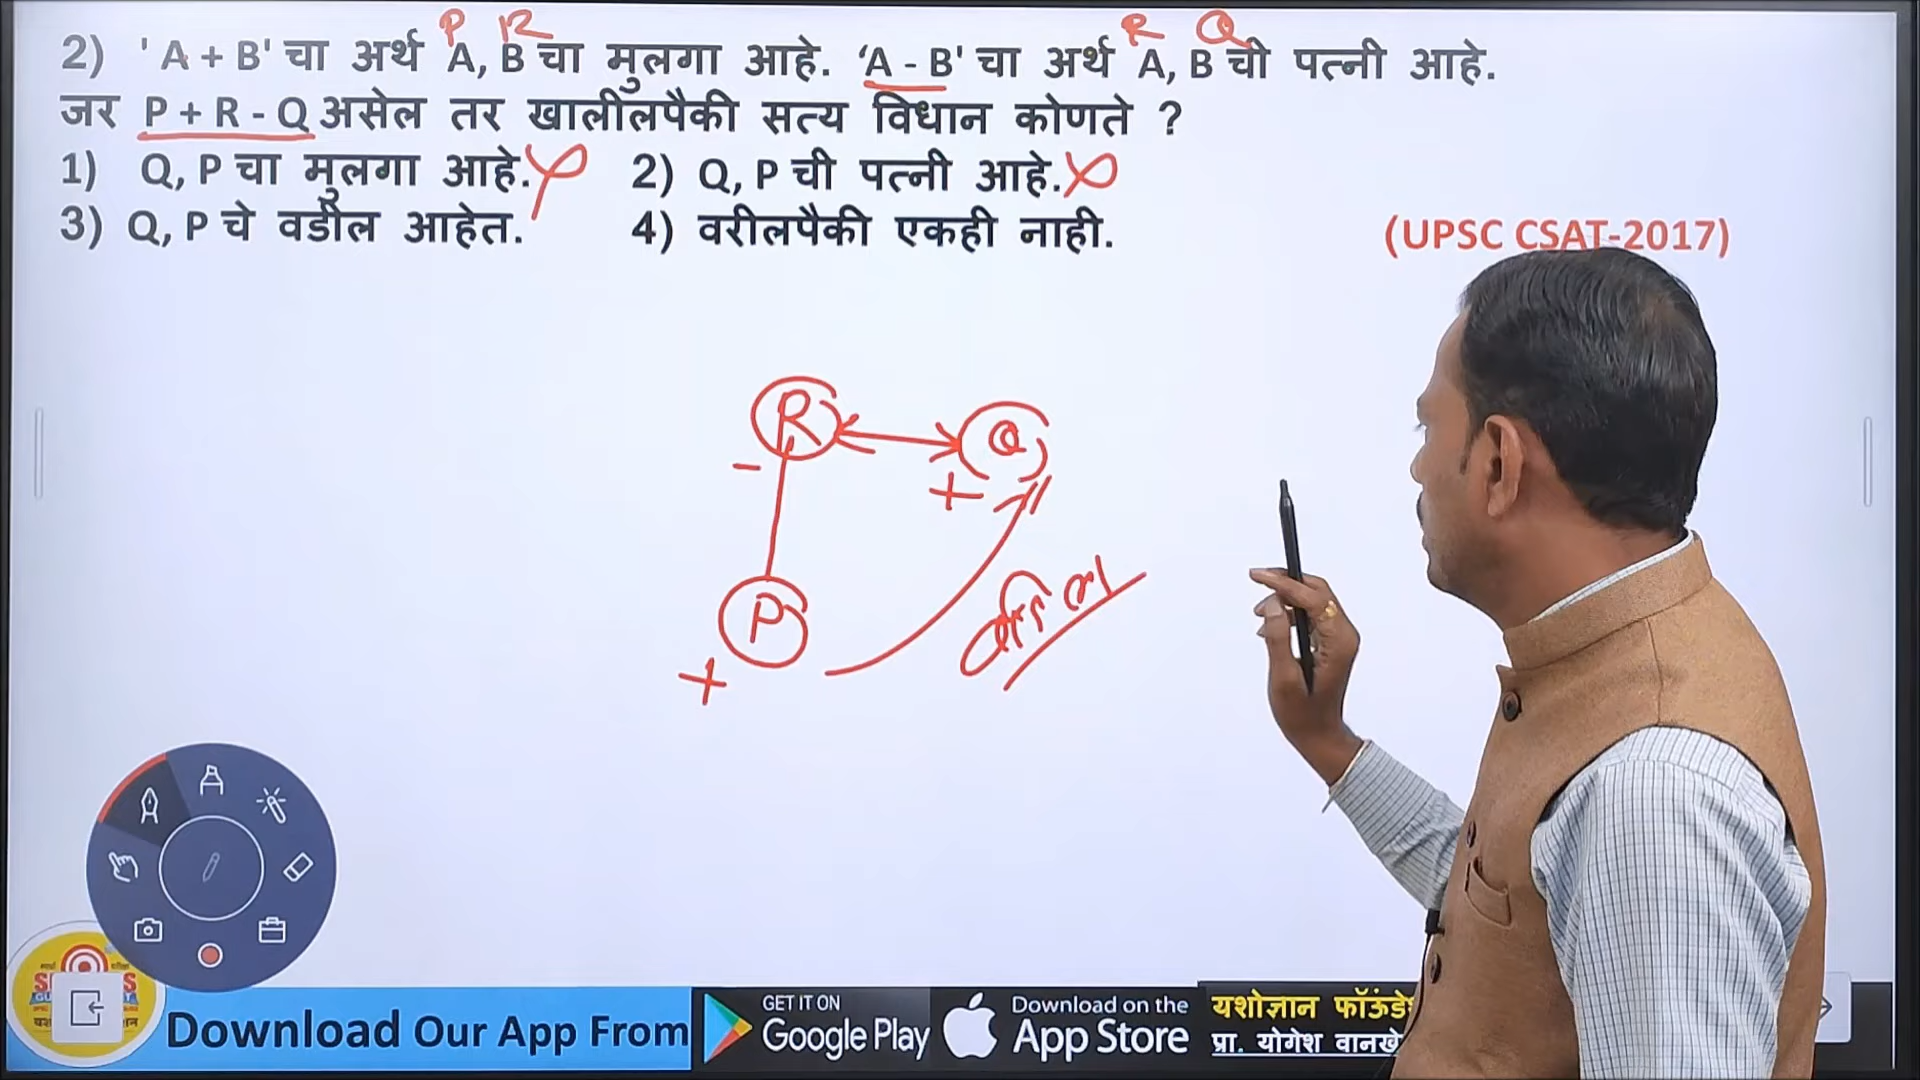 P R R Q
2) 'A + B' चा अर्थ A, B चा मुलगा आहे. 'A - B' चा अर्थ A, B ची पत्नी आहे.
जर P + R - Q असेल तर खालीलपैकी सत्य विधान कोणते ?
1) Q, P चा मुलगा आहे. 2) Q, P ची पत्नी आहे.
3) Q, P चे वडील आहेत. 4) वरीलपैकी एकही नाही.
(UPSC CSAT-2017)
R Q
- +
P
+
Download Our App From
GET IT ON
Google Play
Download on the
App Store
यशोज्ञान फॉऊंडे
प्रा. योगेश वानखे